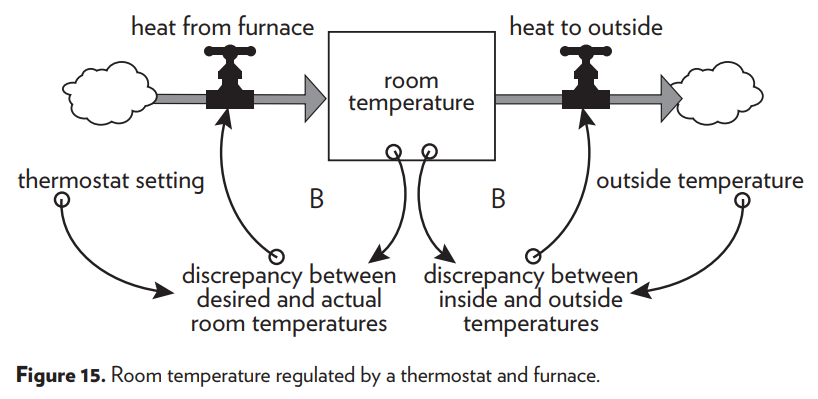 heat from furnace
heat to outside
room
temperature
thermostat setting
B
B
outside temperature
discrepancy between
desired and actual
room temperatures
discrepancy between
inside and outside
temperatures
Figure 15. Room temperature regulated by a thermostat and furnace.